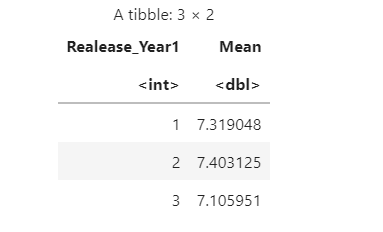 A tibble: 3 × 2
Realease_Year1 Mean
<int> <dbl>
1 7.319048
2 7.403125
3 7.105951